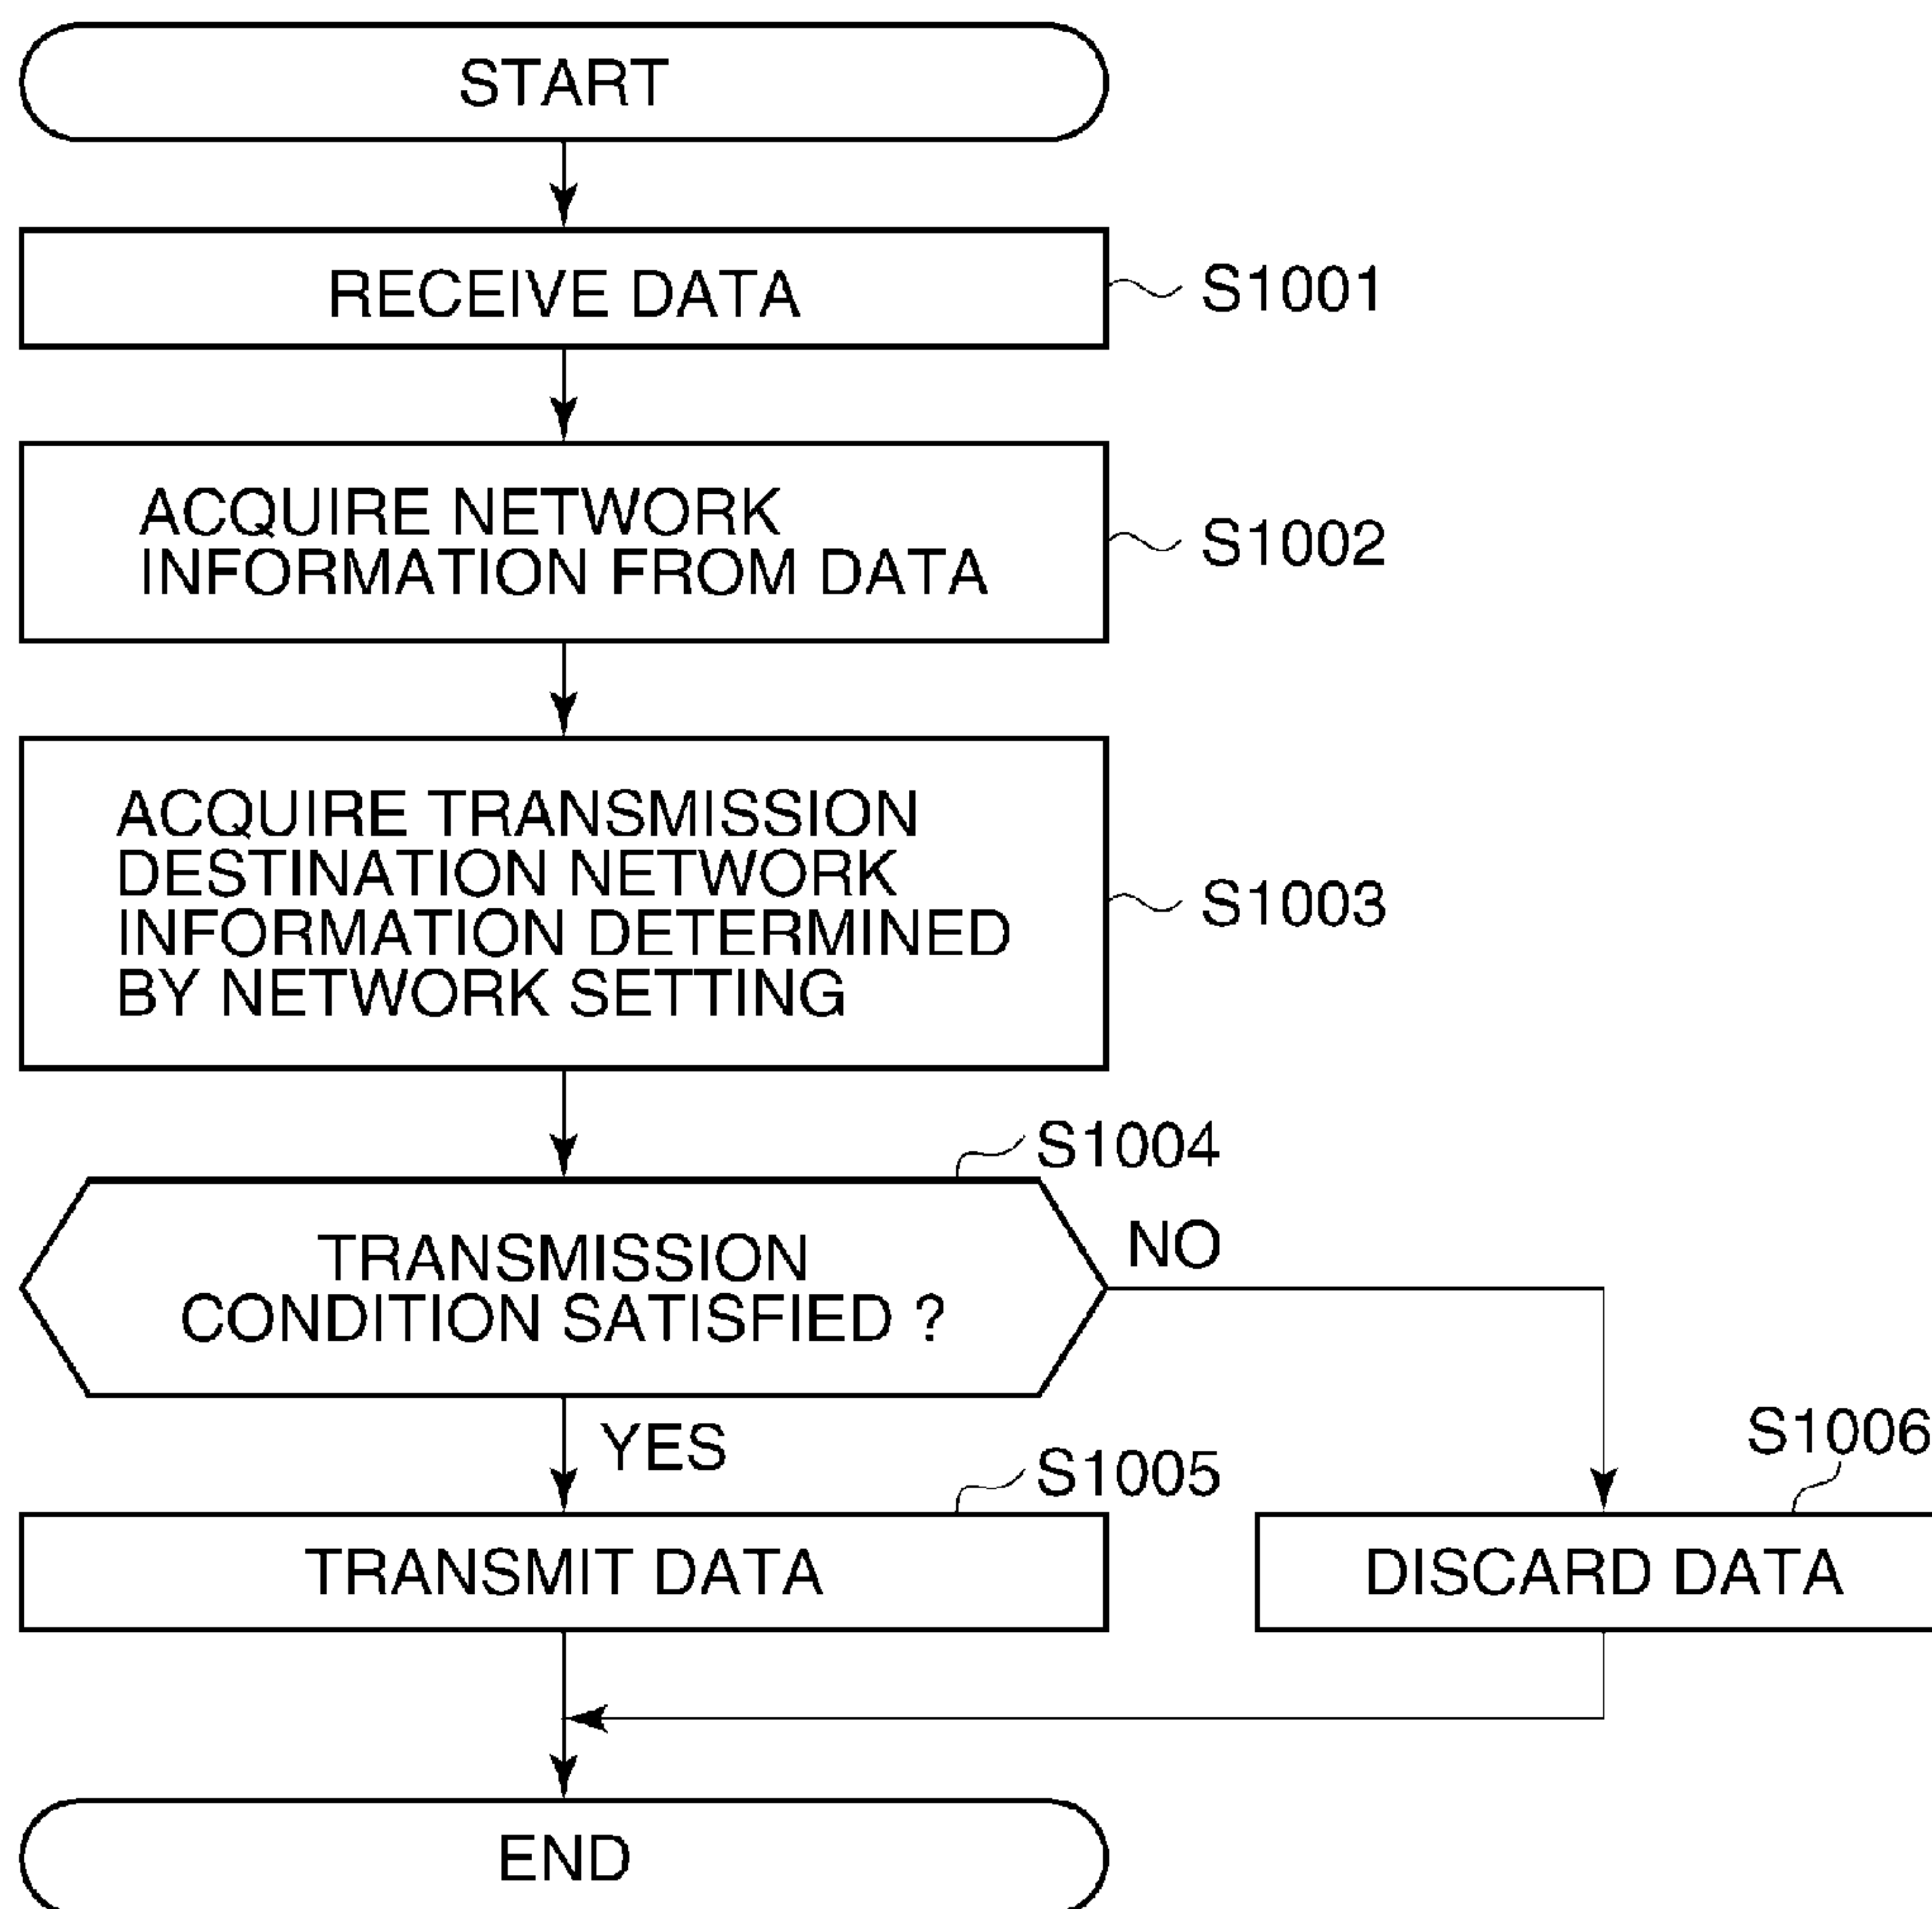 START
RECEIVE DATA
S1001
ACQUIRE NETWORK
INFORMATION FROM DATA
S1002
ACQUIRE TRANSMISSION
DESTINATION NETWORK
INFORMATION DETERMINED
BY NETWORK SETTING
S1003
S1004
TRANSMISSION
CONDITION SATISFIED ?
NO
YES
S1005
TRANSMIT DATA
S1006
DISCARD DATA
END